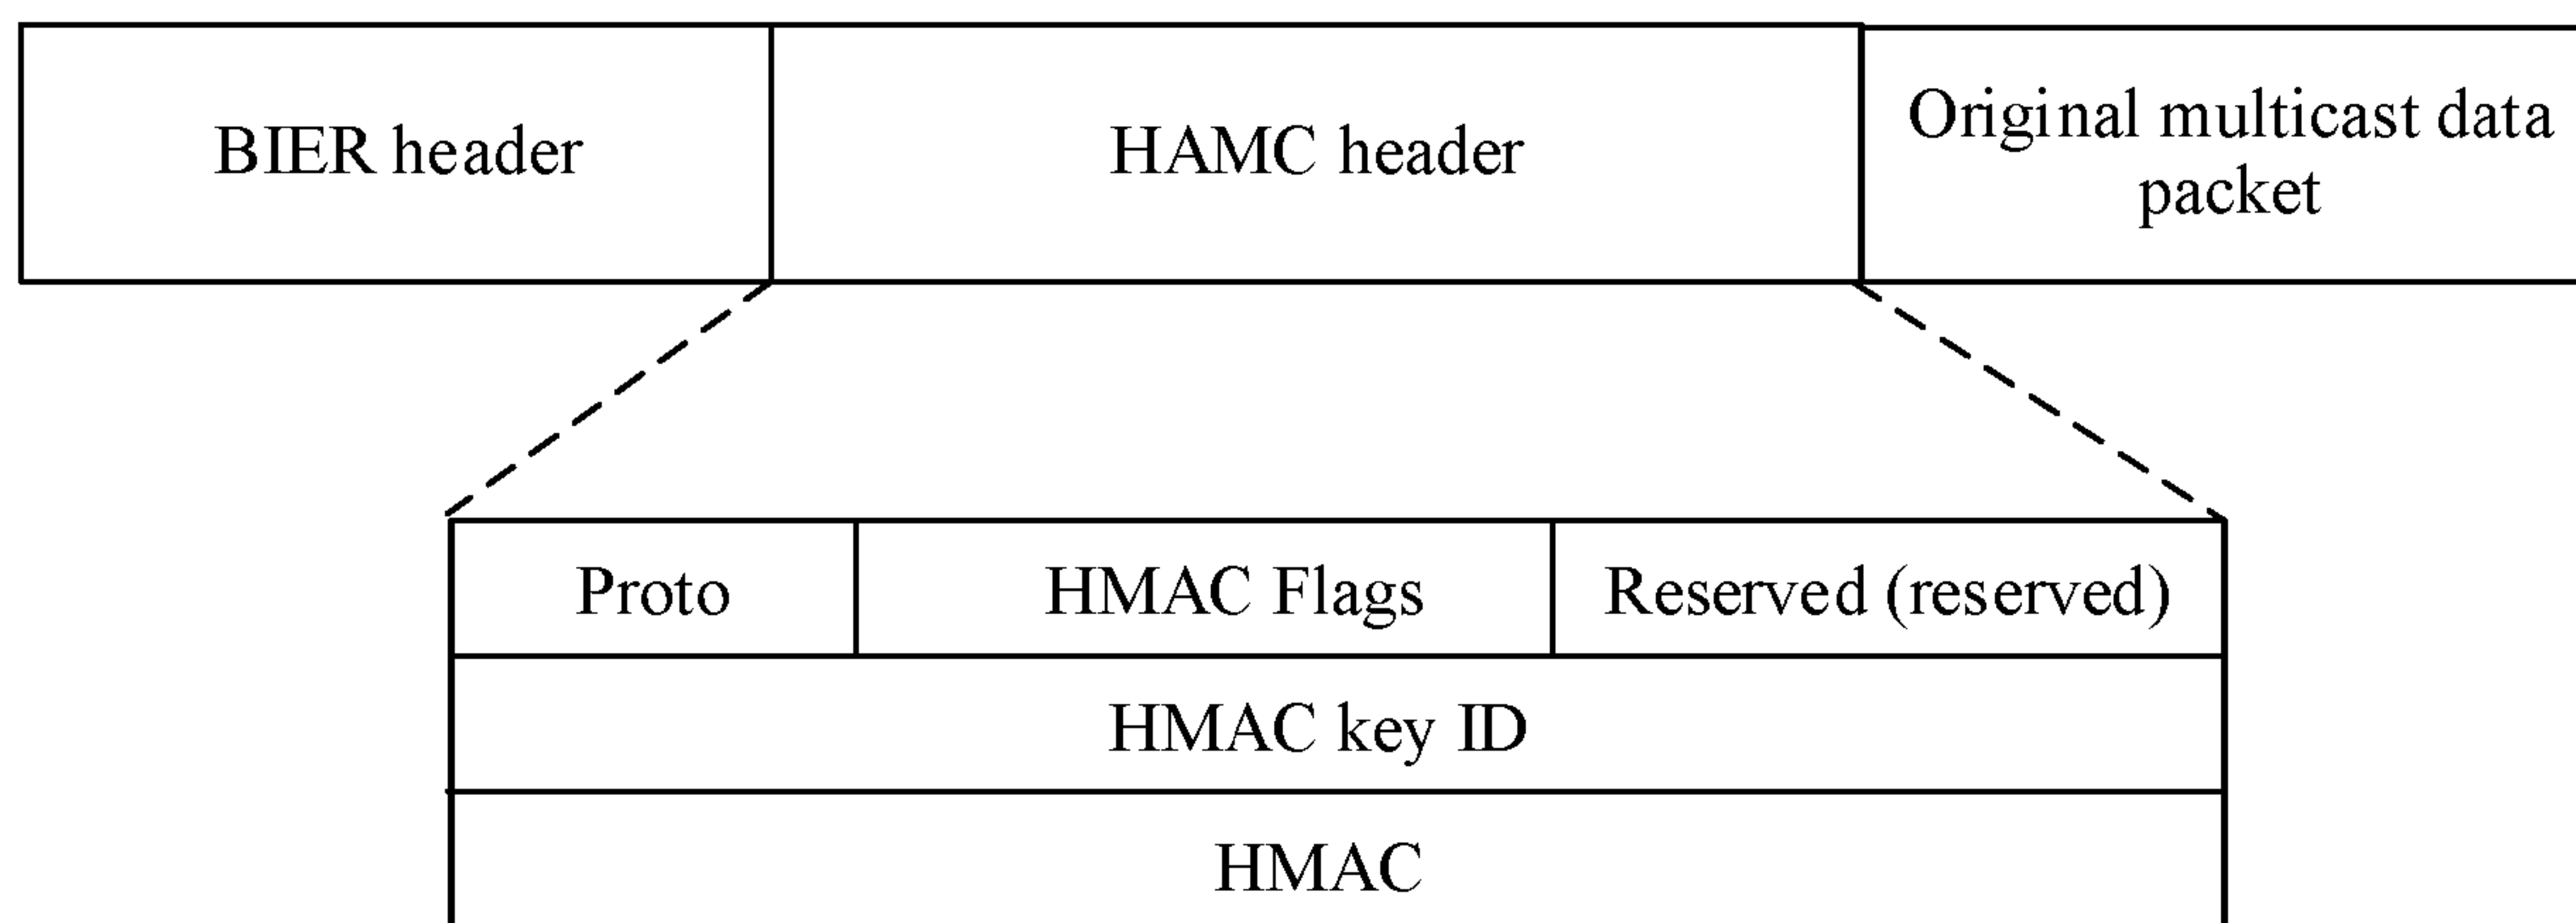 BIER header
HAMC header
Original multicast data
packet
Proto
HMAC Flags
Reserved (reserved)
HMAC key ID
HMAC